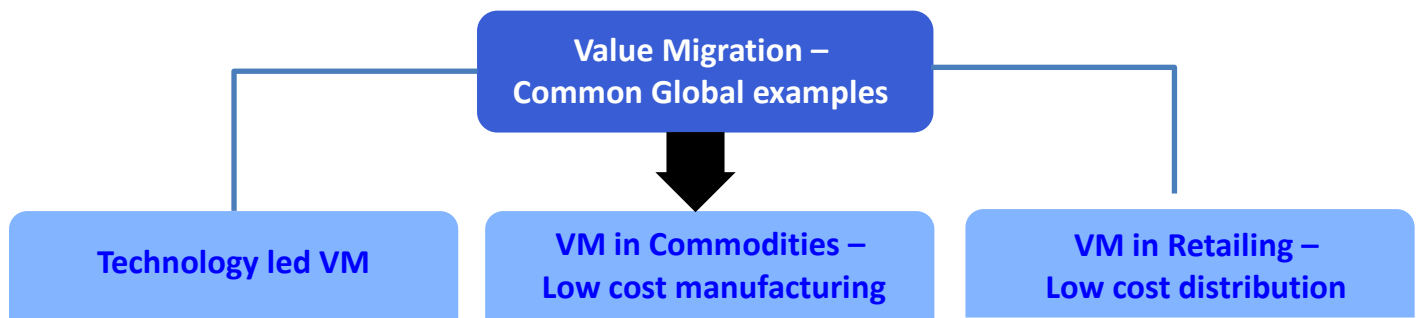 Value Migration –
Common Global examples
Technology led VM
VM in Commodities –
Low cost manufacturing
VM in Retailing –
Low cost distribution